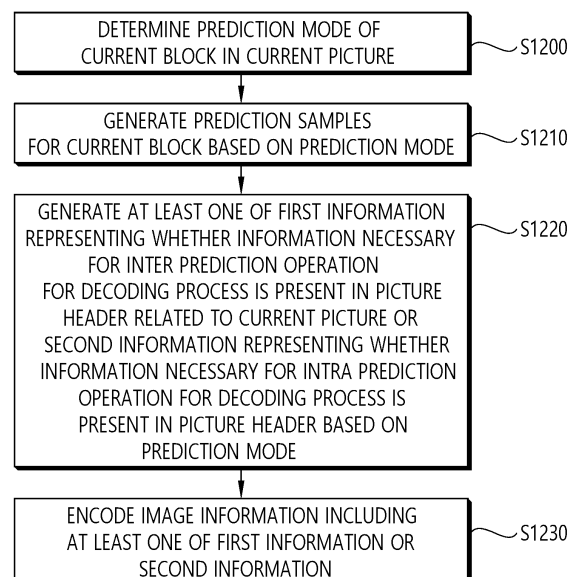 DETERMINE PREDICTION MODE OF
CURRENT BLOCK IN CURRENT PICTURE
S1200
GENERATE PREDICTION SAMPLES
FOR CURRENT BLOCK BASED ON PREDICTION MODE
S1210
GENERATE AT LEAST ONE OF FIRST INFORMATION
REPRESENTING WHETHER INFORMATION NECESSARY
FOR INTER PREDICTION OPERATION
FOR DECODING PROCESS IS PRESENT IN PICTURE
HEADER RELATED TO CURRENT PICTURE OR
SECOND INFORMATION REPRESENTING WHETHER
INFORMATION NECESSARY FOR INTRA PREDICTION
OPERATION FOR DECODING PROCESS IS
PRESENT IN PICTURE HEADER BASED ON
PREDICTION MODE
S1220
ENCODE IMAGE INFORMATION INCLUDING
AT LEAST ONE OF FIRST INFORMATION OR
SECOND INFORMATION
S1230